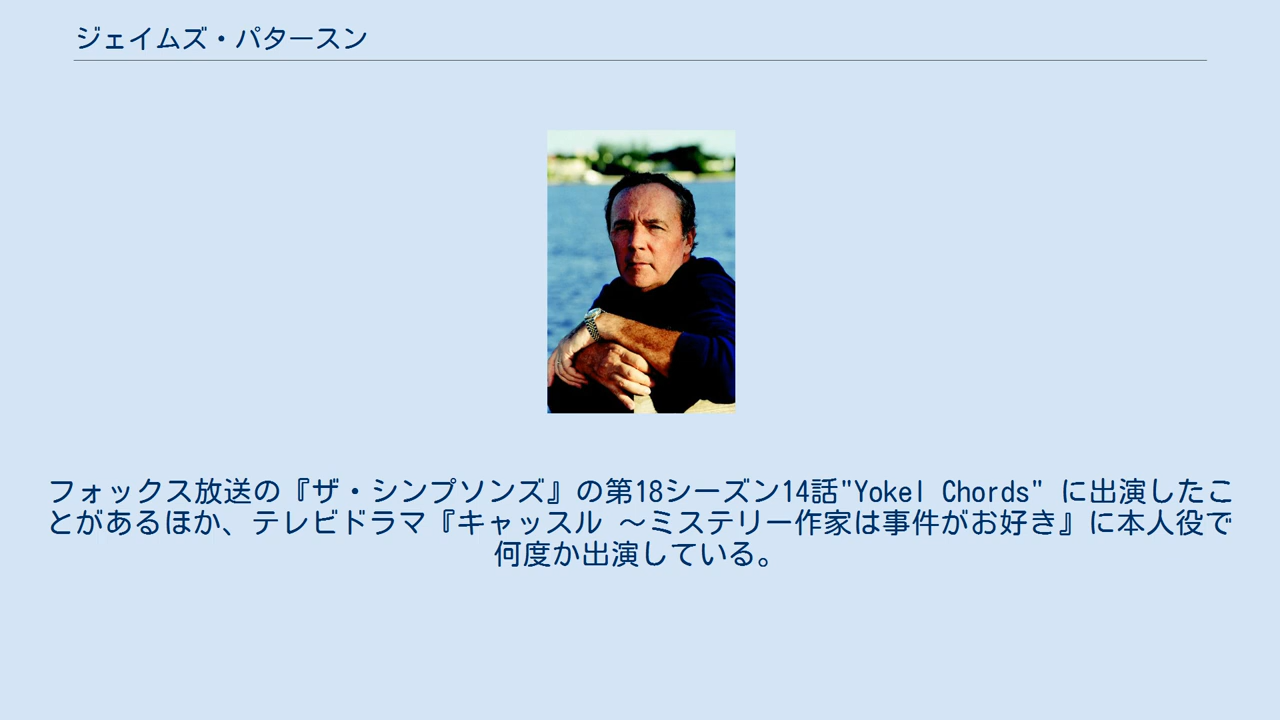 ジェイムズ・パタースン
フォックス放送の『ザ・シンプソンズ』の第18シーズン14話"Yokel Chords" に出演したこ
とがあるほか、テレビドラマ『キャッスル ～ミステリー作家は事件がお好き』に本人役で
何度か出演している。